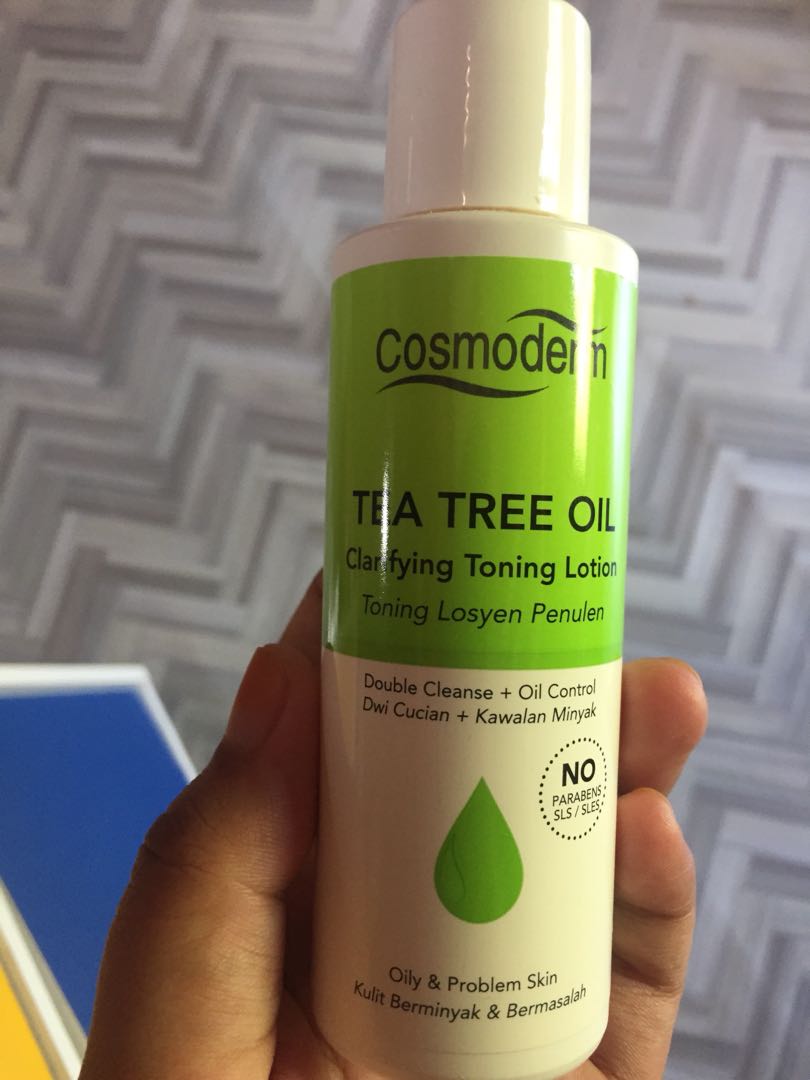 Cosmoderm
TEA TREE OIL
Clarifying Toning Lotion
Toning Losyen Penulen
Double Cleanse + Oil Control
Dwi Cucian + Kawalan Minyak
NO
PARABENS
SLS / SLES
Oily & Problem Skin
Kulit Berminyak & Bermasalah